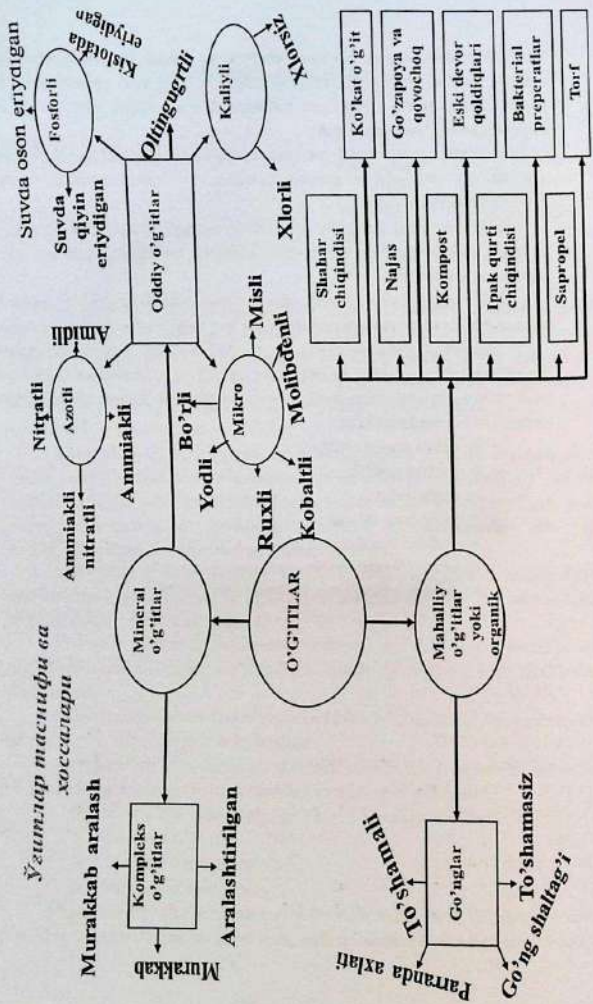 Ўғитлар таснифи ва
хоссалари
Murakkab aralash
Kompicks
o'g'itlar
Murakkab
Aralashtirilgan
Mineral
o'g'itlar
Ammiakli
nitratli
Nitratli
Azotli
Amidli
Ammiakli
Oddiy o'g'itlar
Suvda oson eriydigan
Fosforli
Kislotada
eriydigan
Suvda
qiyin
eriydigan
Oltingugrtli
Kaliyli
Xlorsiz
Xlorli
Bo'rli
Yodli
Mikro
Misli
Molibdenli
Ruxli
Kobaltli
O'G'ITLAR
Mahalliy
o'g'itlar
yoki
organik
To'shamali
Parranda axlati
Go'nglar
To'shamasiz
Go'ng shaltag'i
Shahar
chiqindisi
Najas
Kompost
Ipak qurti
chiqindisi
Sapropel
Ko'kat o'g'it
Go'zapoya va
qovochoq
Eski devor
qoldiqlari
Bakterial
preperatlar
Torf